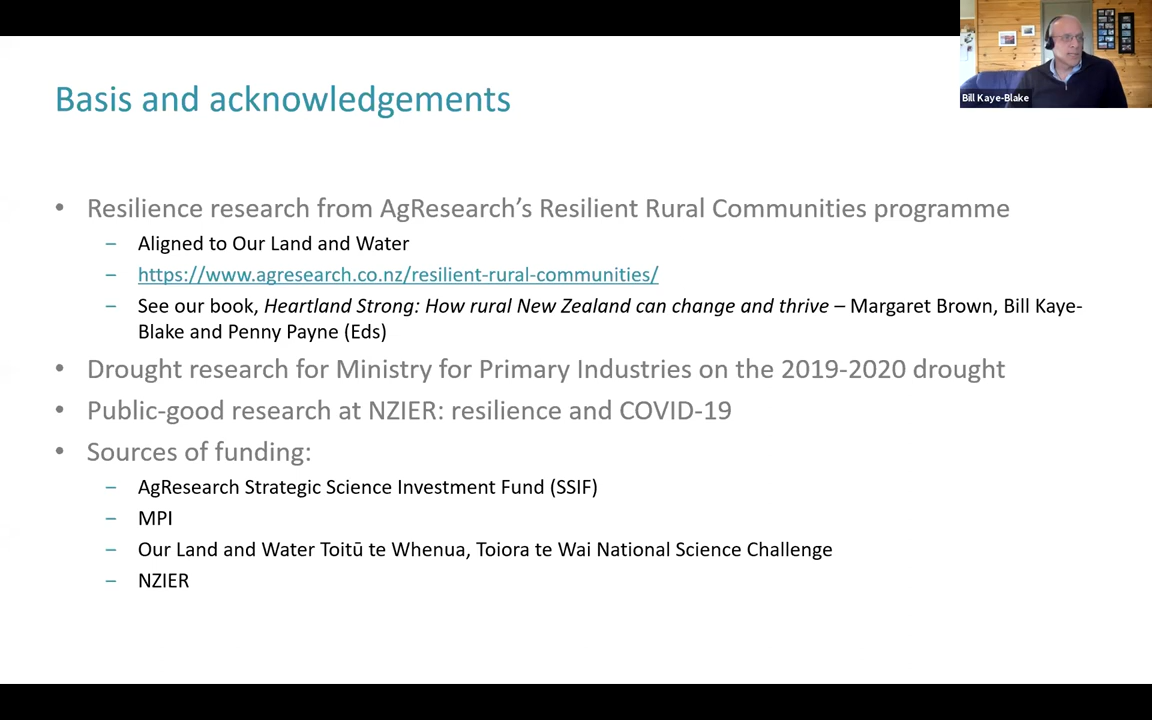 Basis and acknowledgements
Bill Kaye-Blake
• Resilience research from AgResearch’s Resilient Rural Communities programme
– Aligned to Our Land and Water
– https://www.agresearch.co.nz/resilient-rural-communities/
– See our book, Heartland Strong: How rural New Zealand can change and thrive – Margaret Brown, Bill Kaye-
Blake and Penny Payne (Eds)
• Drought research for Ministry for Primary Industries on the 2019-2020 drought
• Public-good research at NZIER: resilience and COVID-19
• Sources of funding:
– AgResearch Strategic Science Investment Fund (SSIF)
– MPI
– Our Land and Water Toitū te Whenua, Toiora te Wai National Science Challenge
– NZIER